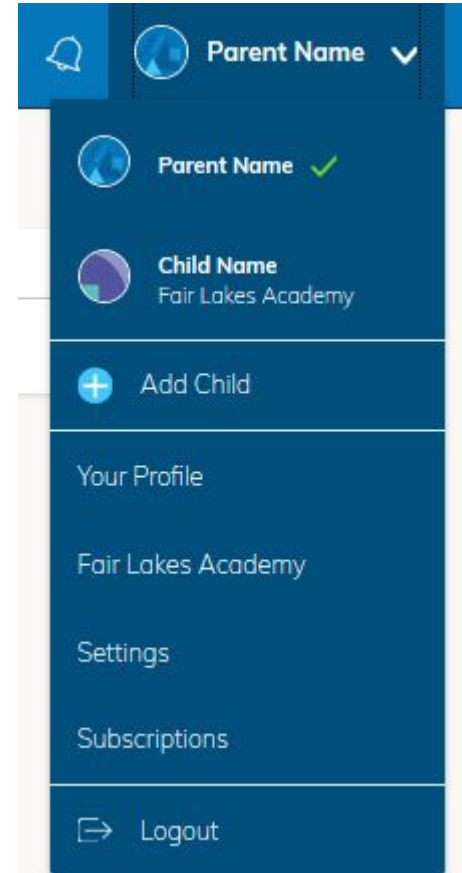 Parent Name
Parent Name
Child Name
Fair Lakes Academy
Add Child
Your Profile
Fair Lakes Academy
Settings
Subscriptions
Logout